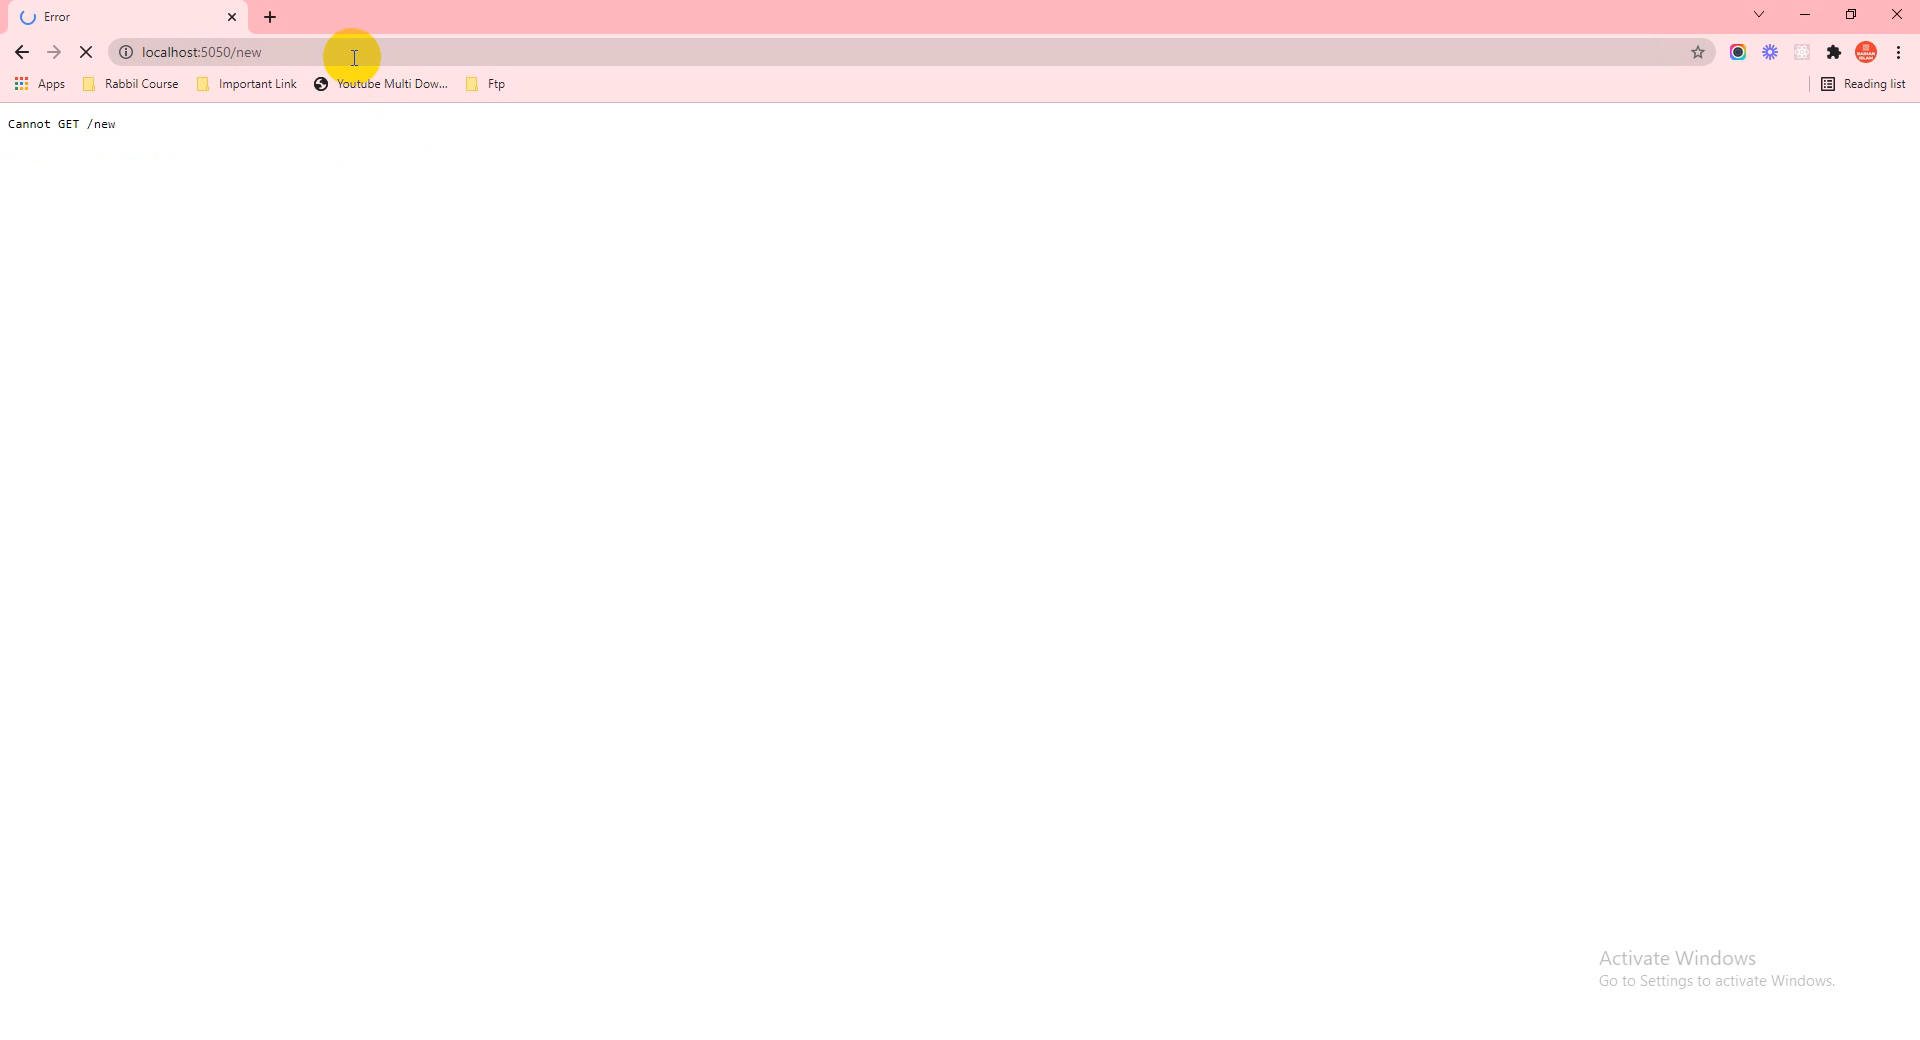 Error
localhost:5050/new
Apps
Rabbil Course
Important Link
Youtube Multi Dow...
Ftp
Reading list
Cannot GET /new
Activate Windows
Go to Settings to activate Windows.